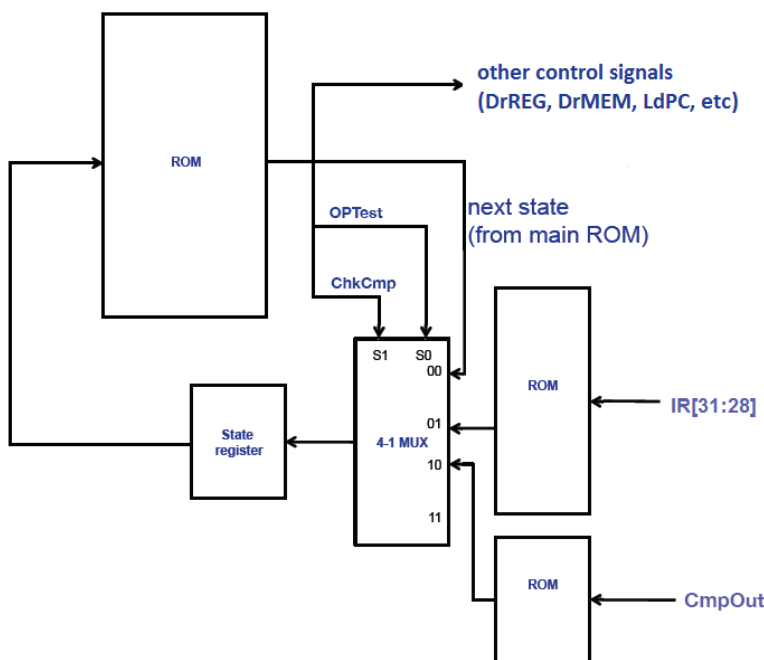 other control signals
(DrREG, DrMEM, LdPC, etc)
ROM
OPTest
next state
(from main ROM)
ChkCmp
S1 S0
00
ROM
IR[31:28]
01
State
register
4-1 MUX
10
11
ROM
CmpOut